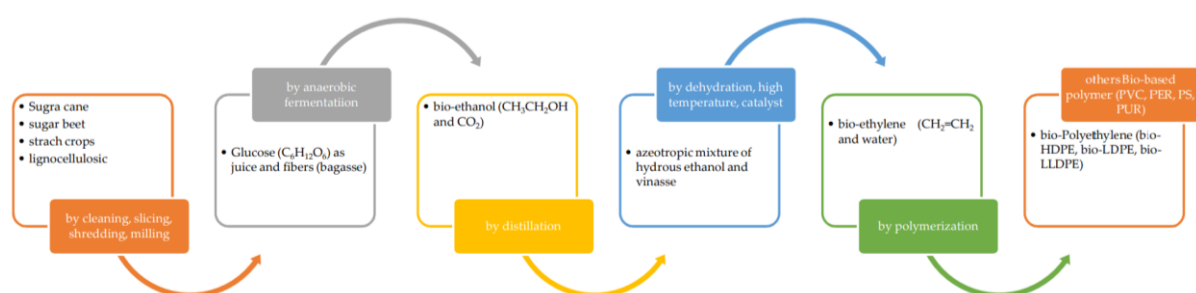 • Sugra cane
• sugar beet
• strach crops
• lignocellulosic
by cleaning, slicing,
shredding, milling
by anaerobic
fermentatiion
• Glucose (C₆H₁₂O₆) as
juice and fibers (bagasse)
• bio-ethanol (CH₃CH₂OH
and CO₂)
by distillation
by dehydration, high
temperature, catalyst
• azeotropic mixture of
hydrous ethanol and
vinasse
• bio-ethylene (CH₂=CH₂
and water)
by polymerization
others Bio-based
polymer (PVC, PER, PS,
PUR)
• bio-Polyethylene (bio-
HDPE, bio-LDPE, bio-
LLDPE)